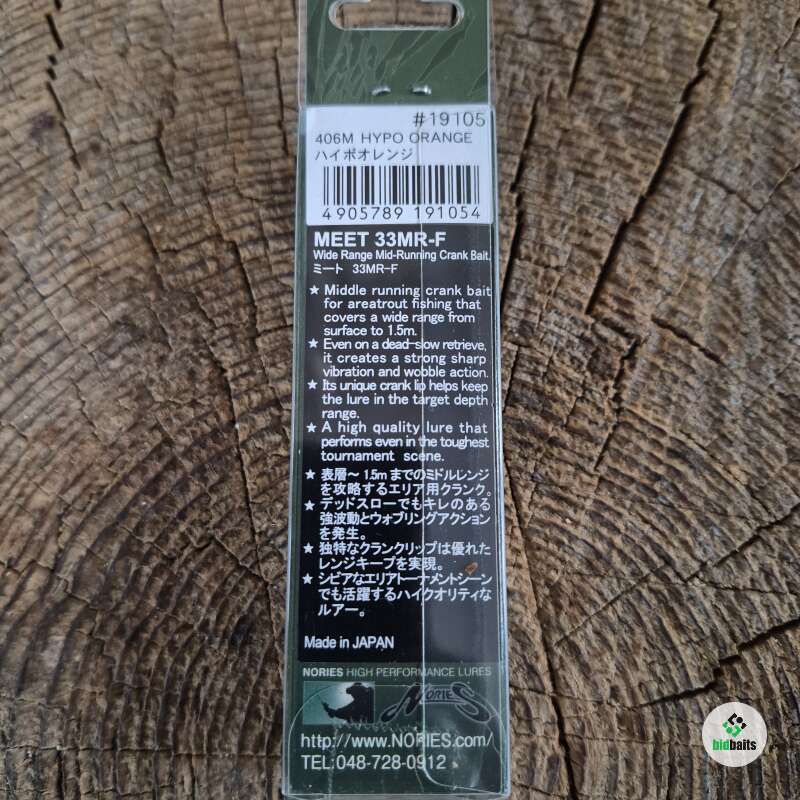 #19105
406M HYPO ORANGE
ハイポオレンジ
4905789 191054
MEET 33MR-F
Wide Range Mid-Running Crank Bait.
ミート 33MR-F
★ Middle running crank bait
for areatrout fishing that
covers a wide range from
surface to 1.5m.
★ Even on a dead-slow retrieve,
it creates a strong sharp
vibration and wobble action.
★ Its unique crank lip helps keep
the lure in the target depth
range.
★ A high quality lure that
performs even in the toughest
tournament scene.
★ 表層～1.5mまでのミドルレンジ
を攻略するエリア用クランク。
★ デッドスローでもキレのある
強波動とウォブリングアクション
を発生。
★ 独特なクランクリップは優れた
レンジキープを実現。
★ シビアなエリアトーナメントシーン
でも活躍するハイクオリティな
ルアー。
Made in JAPAN
NORIES HIGH PERFORMANCE LURES
NORIES
http://www.NORIES.com/
TEL:048-728-0912
bidbaits